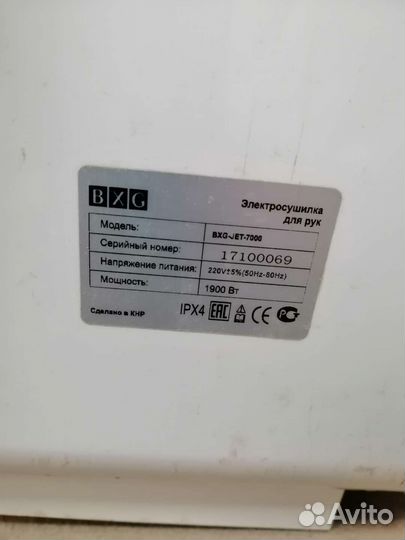 BXG
Электросушилка
для рук
Модель: BXG-JET-7000
Серийный номер: 17100069
Напряжение питания: 220V±5%(50Hz-60Hz)
Мощность: 1900 Вт
Сделано в КНР IPX4 EAC CE
Avito